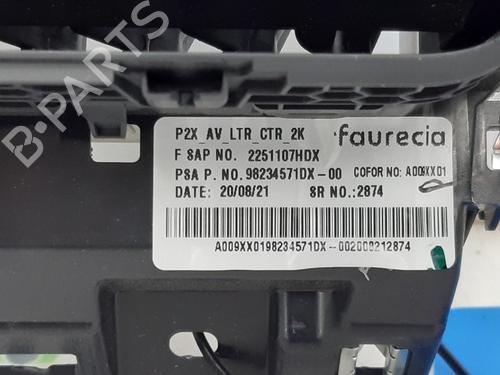 B-PARTS
P2X_AV_LTR_CTR_2K
faurecia
F SAP NO. 2251107HDX
PSA P. NO. 98234571DX-00 COFOR NO: A009XX01
DATE: 20/08/21 SR NO.:2874
A009XX0198234571DX-002008212874